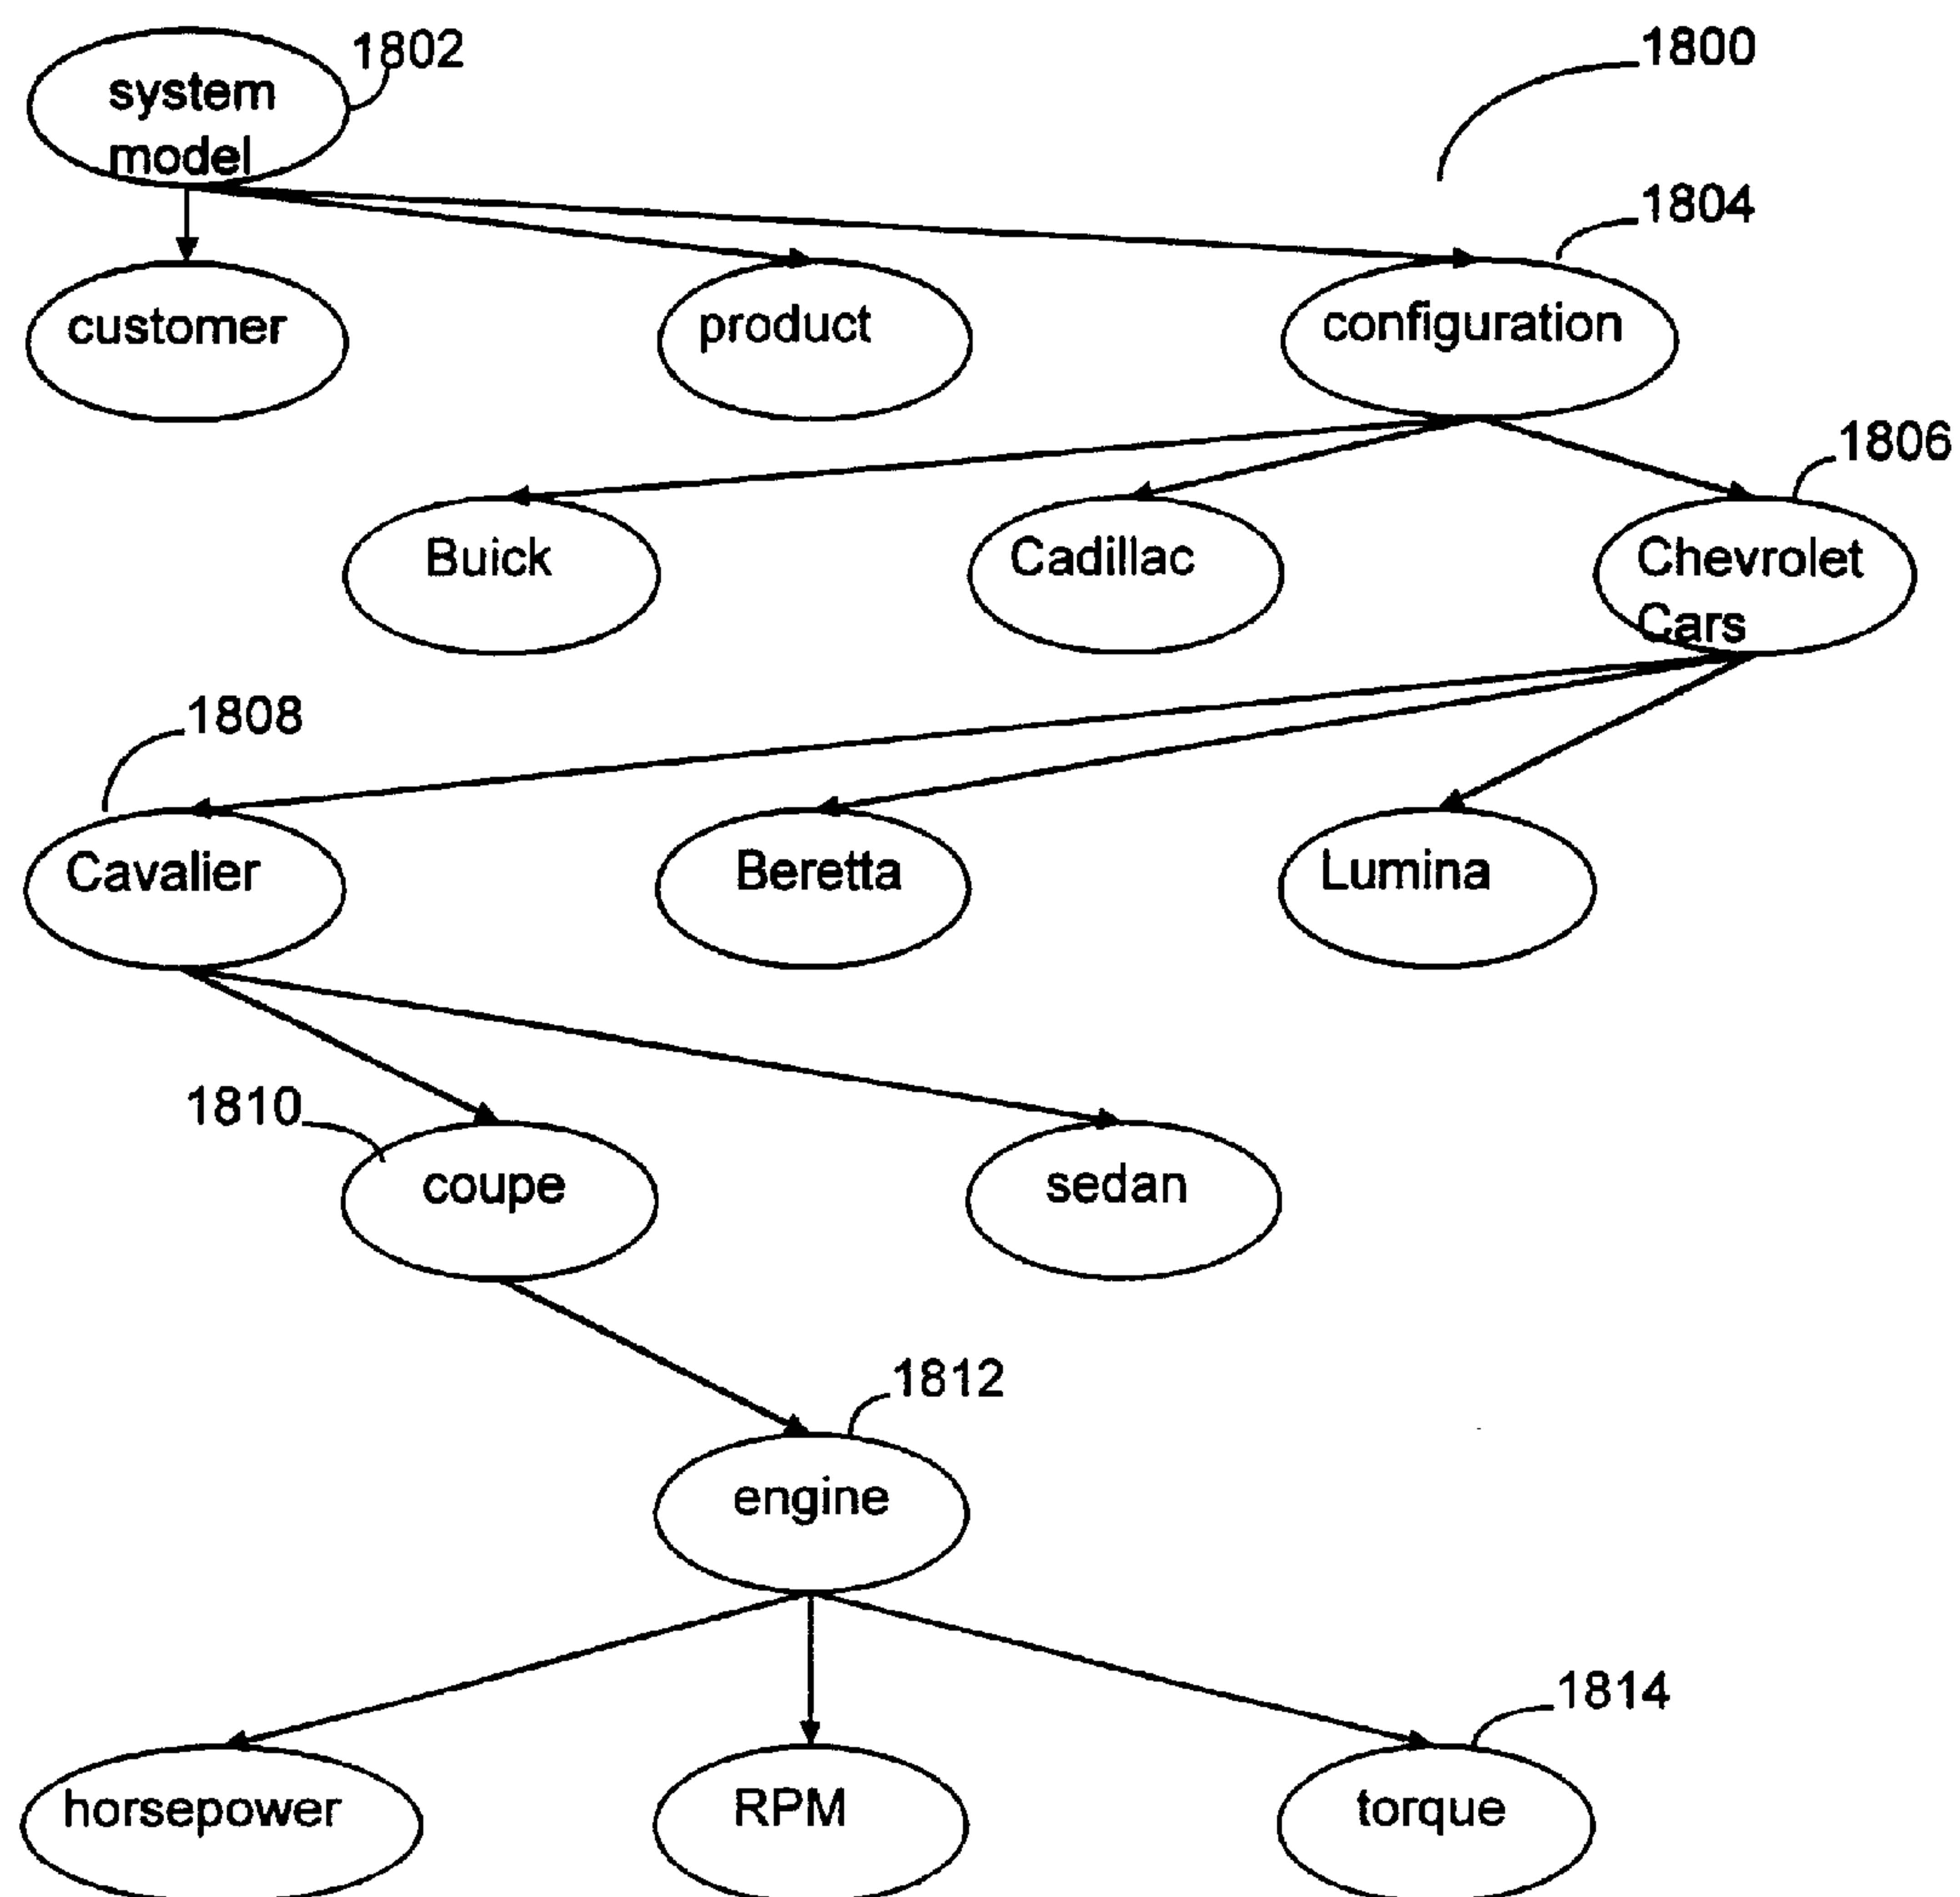 1802
1800
system
model
1804
customer
product
configuration
1806
Buick
Cadillac
Chevrolet
Cars
1808
Cavalier
Beretta
Lumina
1810
coupe
sedan
1812
engine
1814
horsepower
RPM
torque